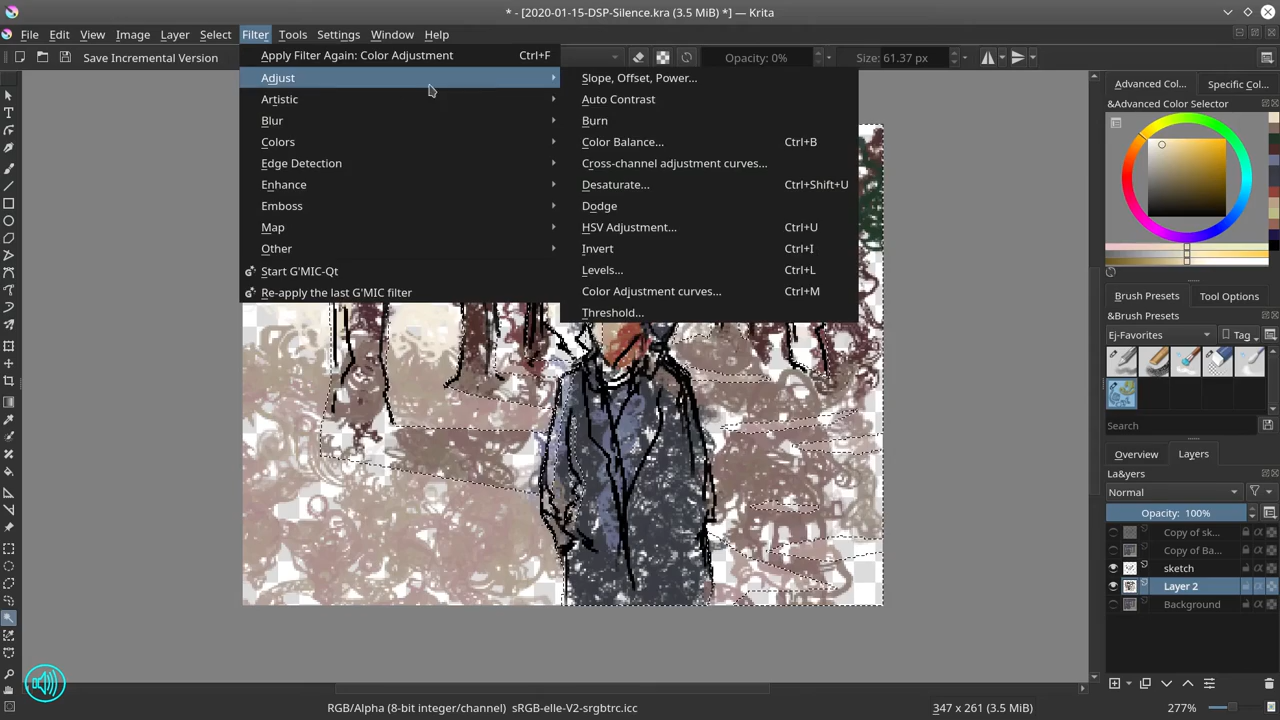 * - [2020-01-15-DSP-Silence.kra (3.5 MiB) *] — Krita
File Edit View Image Layer Select Filter Tools Settings Window Help
Save Incremental Version
Opacity: 0%
Size: 61.37 px
Apply Filter Again: Color Adjustment Ctrl+F
Adjust
Artistic
Blur
Colors
Edge Detection
Enhance
Emboss
Map
Other
Start G'MIC-Qt
Re-apply the last G'MIC filter
Slope, Offset, Power...
Auto Contrast
Burn
Color Balance... Ctrl+B
Cross-channel adjustment curves...
Desaturate... Ctrl+Shift+U
Dodge
HSV Adjustment... Ctrl+U
Invert Ctrl+I
Levels... Ctrl+L
Color Adjustment curves... Ctrl+M
Threshold...
Advanced Col... Specific Col...
&Advanced Color Selector
Brush Presets Tool Options
&Brush Presets
Ej-Favorites Tag
Search
Overview Layers
La&yers
Normal
Opacity: 100%
Copy of sk...
Copy of Ba...
sketch
Layer 2
Background
RGB/Alpha (8-bit integer/channel) sRGB-elle-V2-srgbtrc.icc
347 x 261 (3.5 MiB)
277%